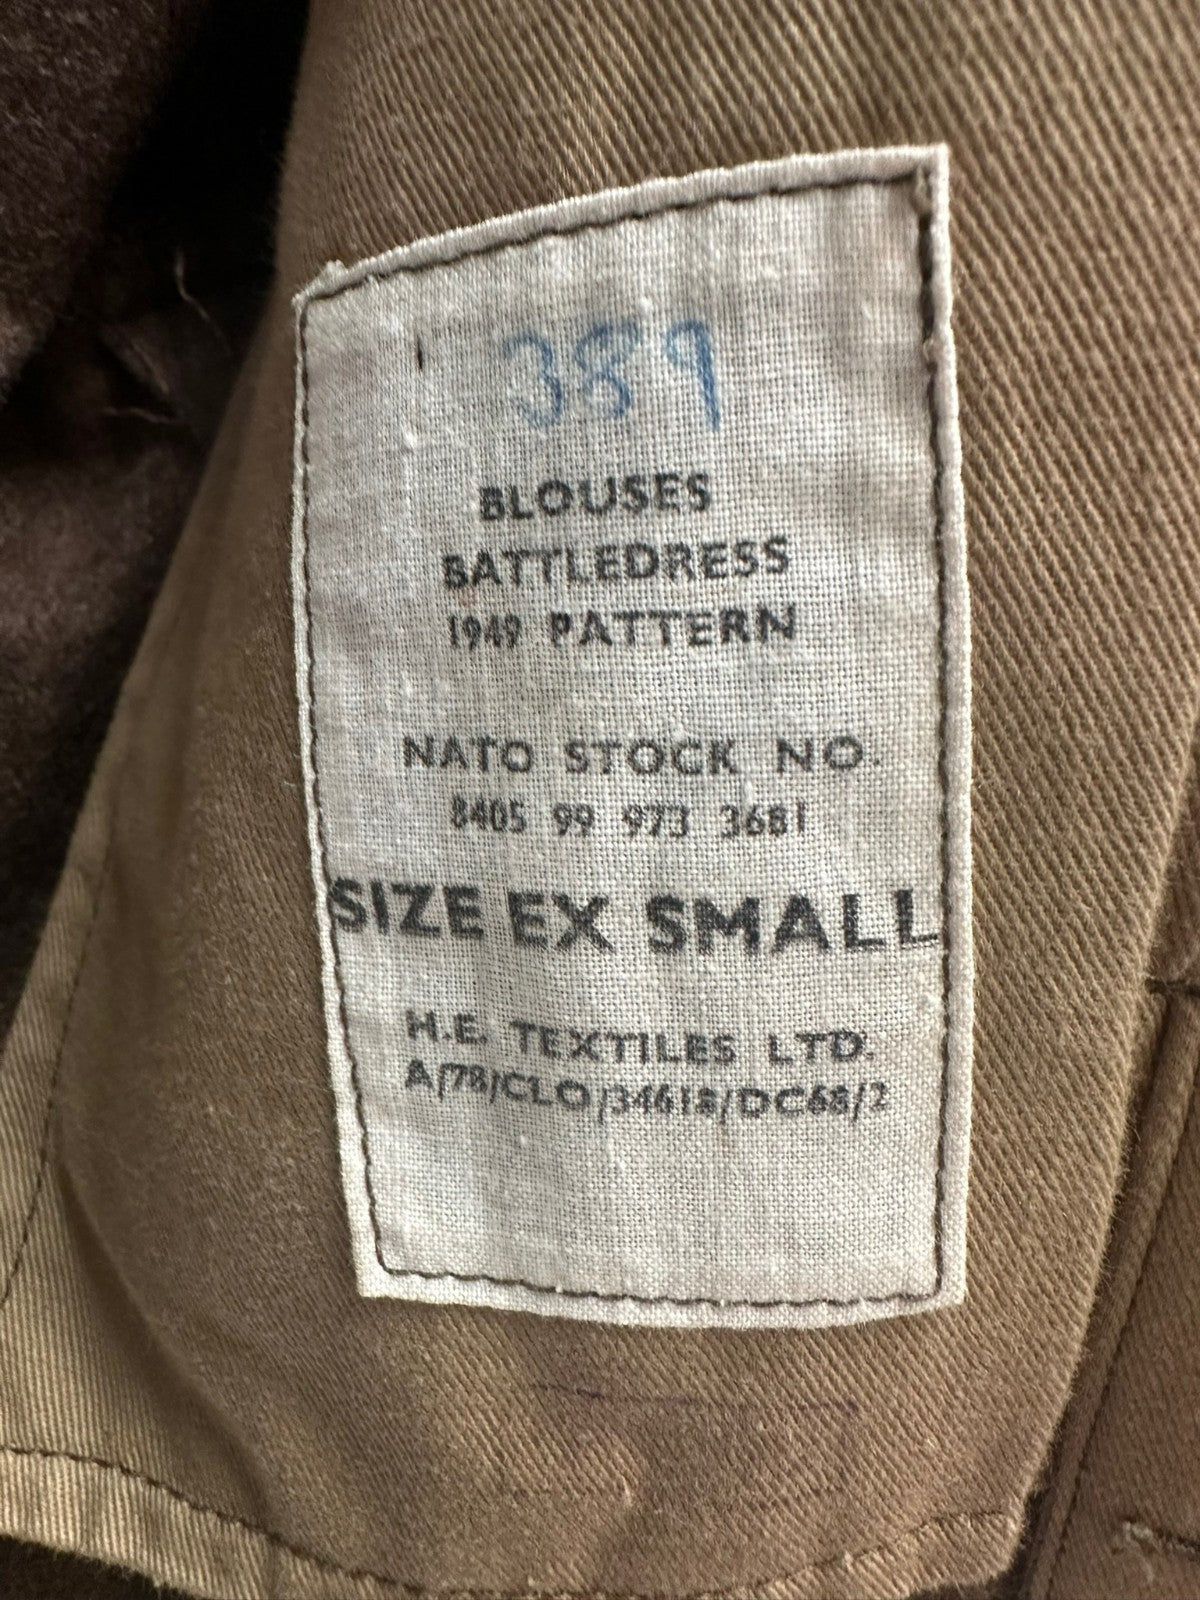 389
BLOUSES
BATTLEDRESS
1949 PATTERN
NATO STOCK NO.
8405 99 973 3681
SIZE EX SMALL
H.E. TEXTILES LTD.
A/78/CLO/34618/DC68/2